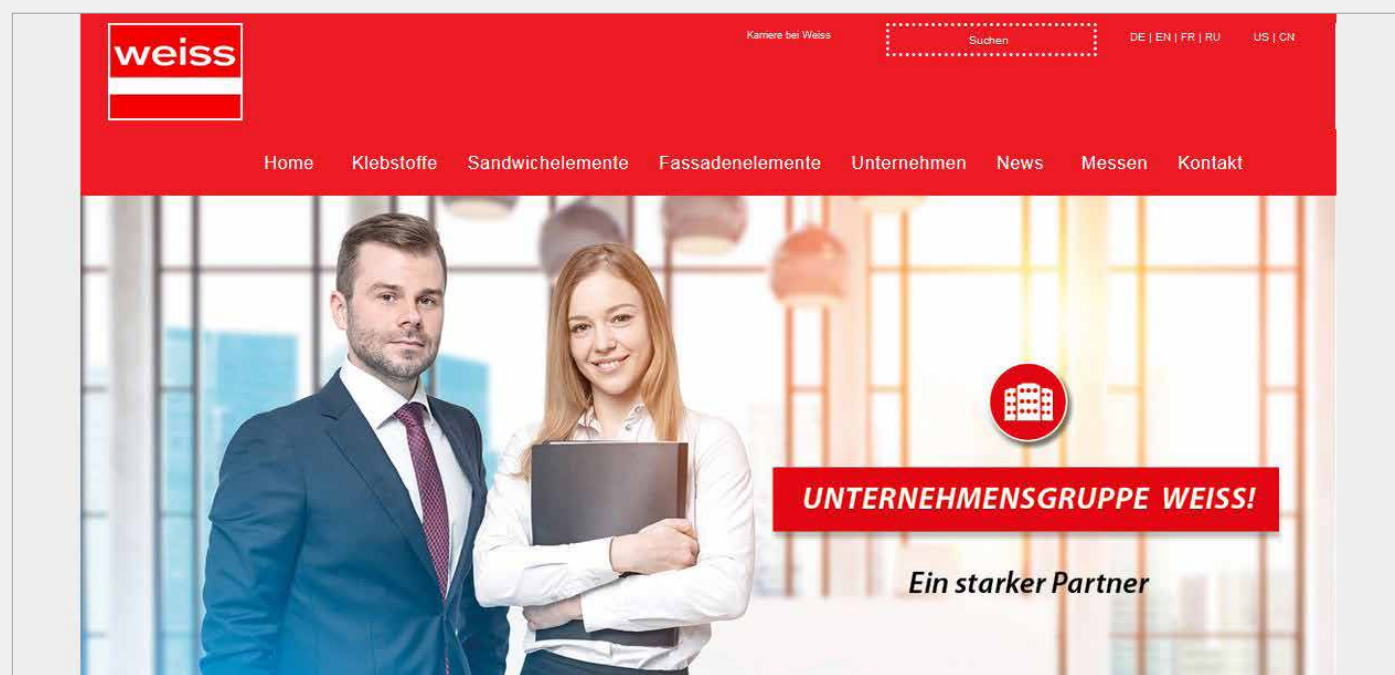 weiss
Karriere bei Weiss
Suchen
DE | EN | FR | RU
US | CN
Home Klebstoffe Sandwichelemente Fassadenelemente Unternehmen News Messen Kontakt
UNTERNEHMENSGRUPPE WEISS!
Ein starker Partner